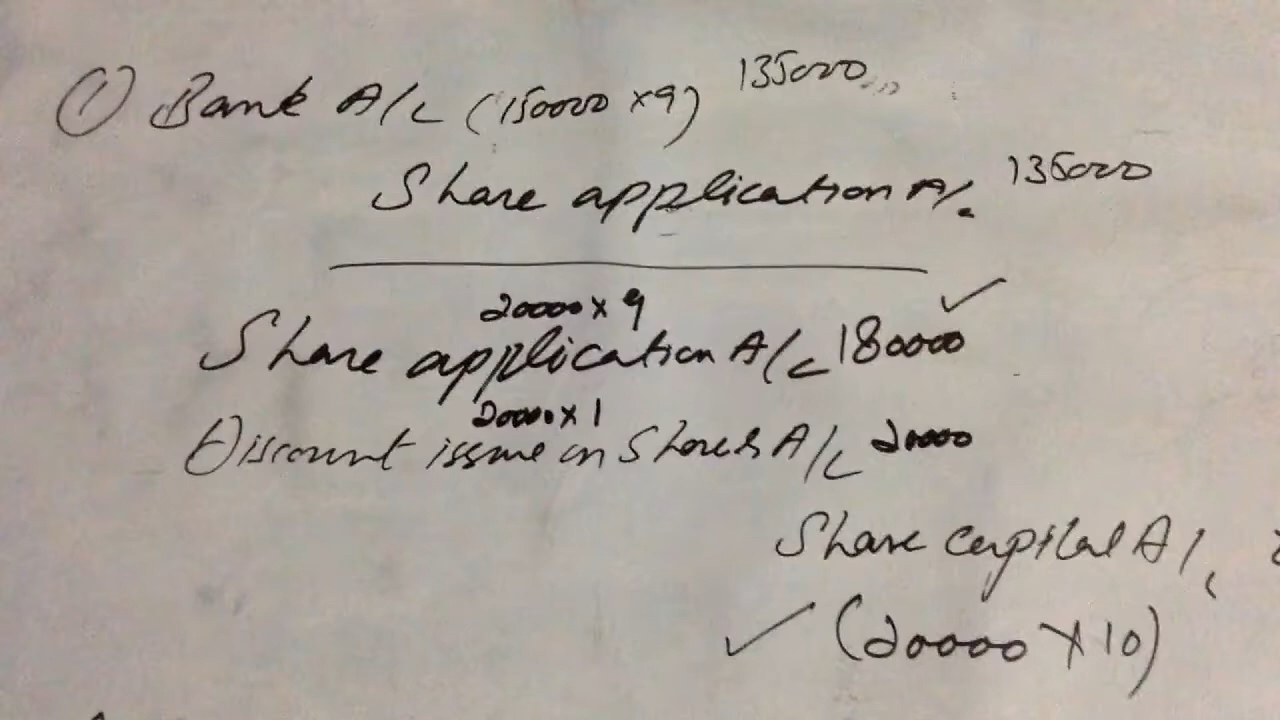 ① Bank A/c (15000 x 9) 135000
Share application A/c 135000
20000 x 9
Share application A/c 180000
20000 x 1
Discount issue on Shares A/c 20000
Share capital A/c
(20000 x 10)